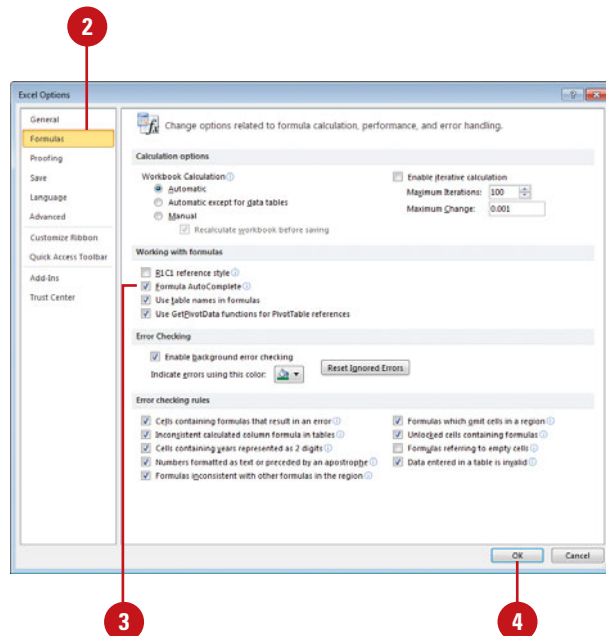 2
Excel Options
General
Formulas
Proofing
Save
Language
Advanced
Customize Ribbon
Quick Access Toolbar
Add-Ins
Trust Center
Change options related to formula calculation, performance, and error handling.
Calculation options
Workbook Calculation
Automatic
Automatic except for data tables
Manual
Recalculate workbook before saving
Enable iterative calculation
Maximum Iterations: 100
Maximum Change: 0.001
Working with formulas
R1C1 reference style
Formula AutoComplete
Use table names in formulas
Use GetPivotData functions for PivotTable references
Error Checking
Enable background error checking
Indicate errors using this color:
Reset Ignored Errors
Error checking rules
Cells containing formulas that result in an error
Inconsistent calculated column formula in tables
Cells containing years represented as 2 digits
Numbers formatted as text or preceded by an apostrophe
Formulas inconsistent with other formulas in the region
Formulas which omit cells in a region
Unlocked cells containing formulas
Formulas referring to empty cells
Data entered in a table is invalid
OK
Cancel
3
4